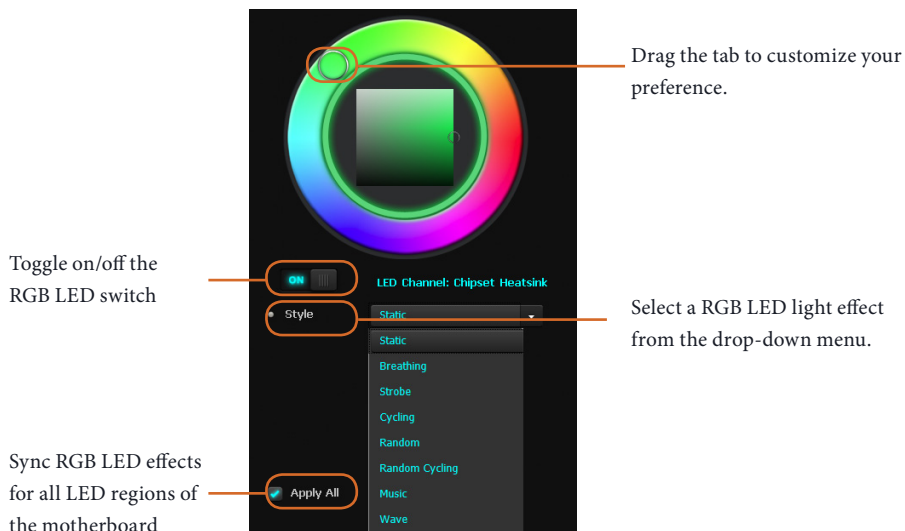 Drag the tab to customize your
preference.
Toggle on/off the
RGB LED switch
ON
LED Channel: Chipset Heatsink
Style
Static
Select a RGB LED light effect
from the drop-down menu.
Static
Breathing
Strobe
Cycling
Random
Random Cycling
Music
Wave
Sync RGB LED effects
for all LED regions of
the motherboard
Apply All